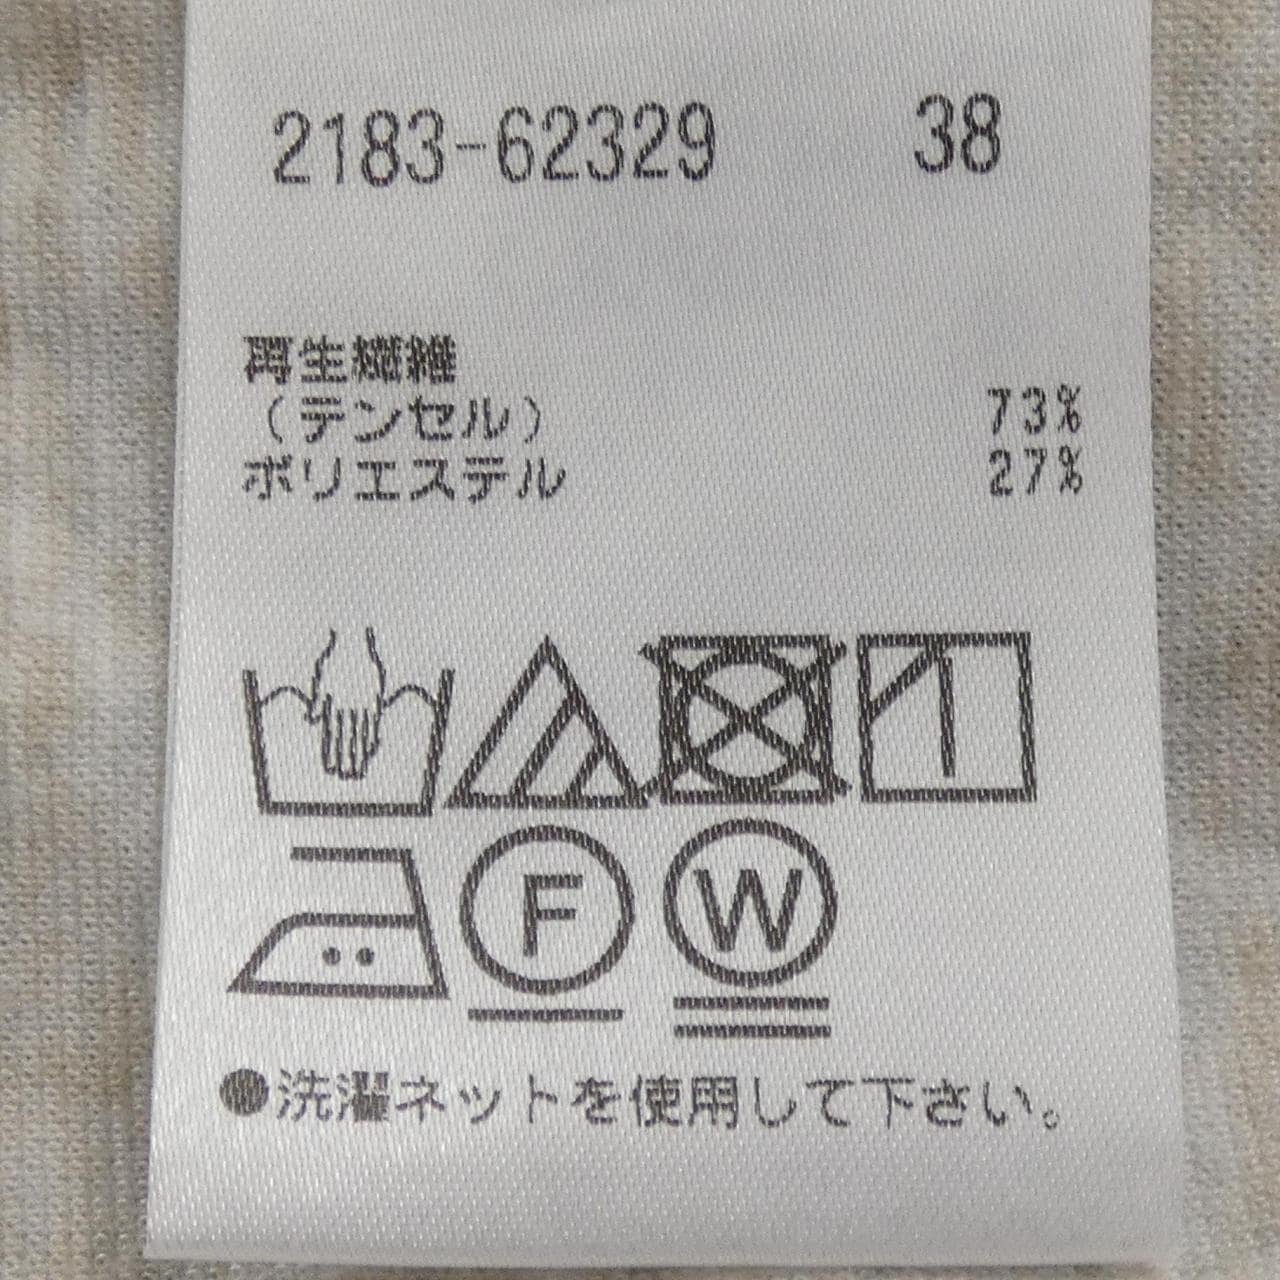 2183-62329 38
再生繊維
（テンセル） 73%
ポリエステル 27%
F W
●洗濯ネットを使用して下さい。